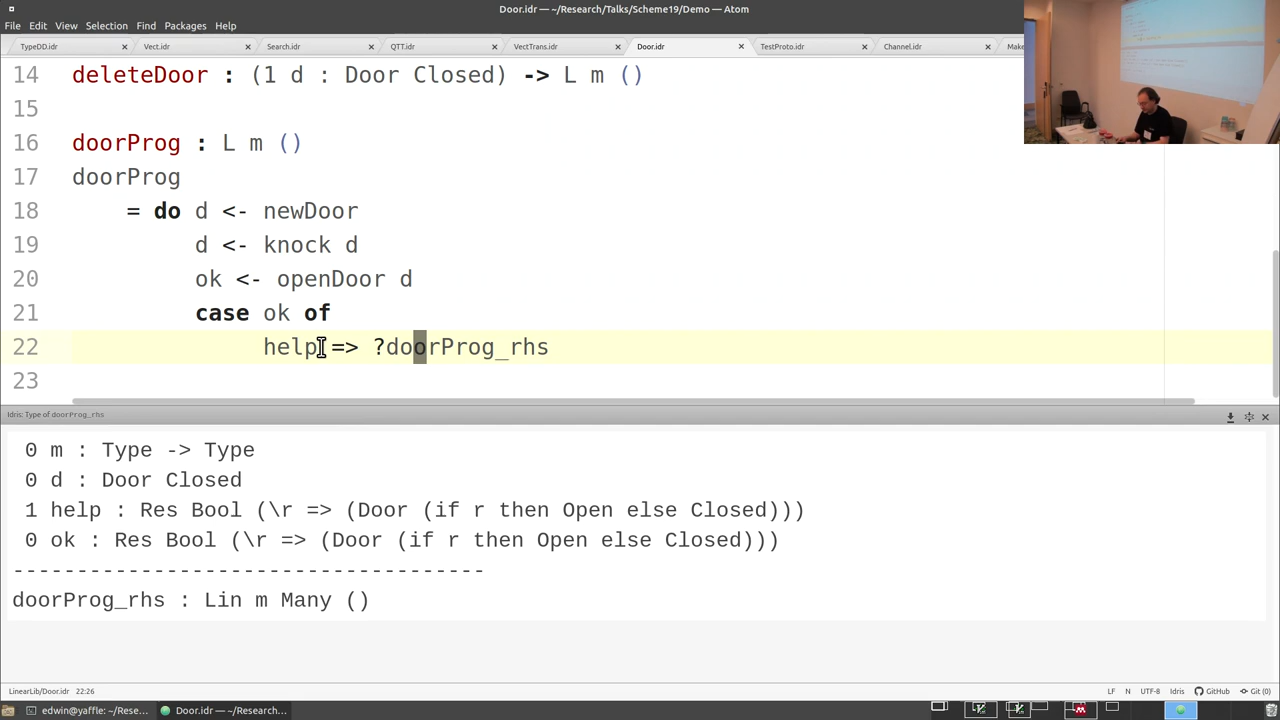 Door.idr — ~/Research/Talks/Scheme19/Demo — Atom
File Edit View Selection Find Packages Help
TypeDD.idr × Vect.idr × Search.idr × QTT.idr × VectTrans.idr × Door.idr × TestProto.idr × Channel.idr × Make
14 deleteDoor : (1 d : Door Closed) -> L m ()
15
16 doorProg : L m ()
17 doorProg
18 = do d <- newDoor
19 d <- knock d
20 ok <- openDoor d
21 case ok of
22 help => ?doorProg_rhs
23
Idris: Type of doorProg_rhs
0 m : Type -> Type
0 d : Door Closed
1 help : Res Bool (\r => (Door (if r then Open else Closed)))
0 ok : Res Bool (\r => (Door (if r then Open else Closed)))
-------------------------------------
doorProg_rhs : Lin m Many ()
LinearLib/Door.idr 22:26 LF N UTF-8 Idris GitHub Git (0)
edwin@yaffle: ~/Rese... Door.idr — ~/Research...